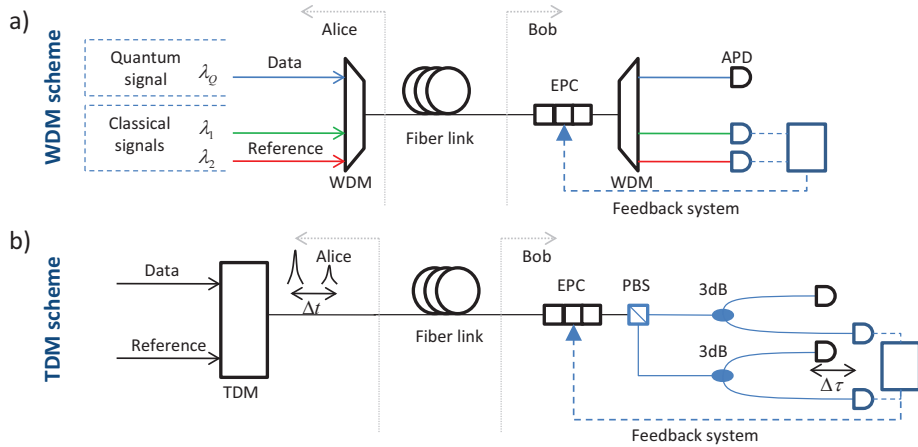 a)
WDM scheme
Alice
Bob
Quantum
signal
λQ
Data
APD
EPC
Classical
signals
λ1
Reference
λ2
Fiber link
WDM
WDM
Feedback system
b)
TDM scheme
Alice
Bob
Data
Δt
EPC
PBS
3dB
Fiber link
Reference
3dB
Δτ
TDM
Feedback system